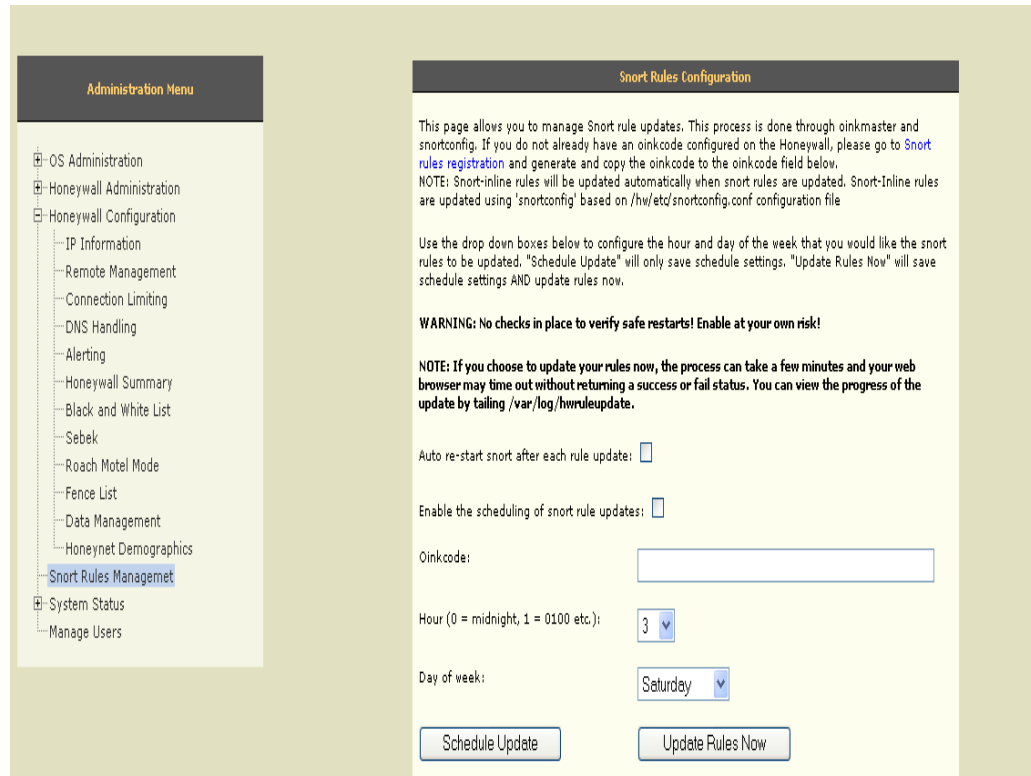 Administration Menu
OS Administration
Honeywall Administration
Honeywall Configuration
IP Information
Remote Management
Connection Limiting
DNS Handling
Alerting
Honeywall Summary
Black and White List
Sebek
Roach Motel Mode
Fence List
Data Management
Honeynet Demographics
Snort Rules Managemet
System Status
Manage Users
Snort Rules Configuration
This page allows you to manage Snort rule updates. This process is done through oinkmaster and
snortconfig. If you do not already have an oinkcode configured on the Honeywall, please go to Snort
rules registration and generate and copy the oinkcode to the oinkcode field below.
NOTE: Snort-inline rules will be updated automatically when snort rules are updated. Snort-Inline rules
are updated using 'snortconfig' based on /hw/etc/snortconfig.conf configuration file
Use the drop down boxes below to configure the hour and day of the week that you would like the snort
rules to be updated. "Schedule Update" will only save schedule settings. "Update Rules Now" will save
schedule settings AND update rules now.
WARNING: No checks in place to verify safe restarts! Enable at your own risk!
NOTE: If you choose to update your rules now, the process can take a few minutes and your web
browser may time out without returning a success or fail status. You can view the progress of the
update by tailing /var/log/hwruleupdate.
Auto re-start snort after each rule update:
Enable the scheduling of snort rule updates:
Oinkcode:
Hour (0 = midnight, 1 = 0100 etc.):
3
Day of week:
Saturday
Schedule Update
Update Rules Now